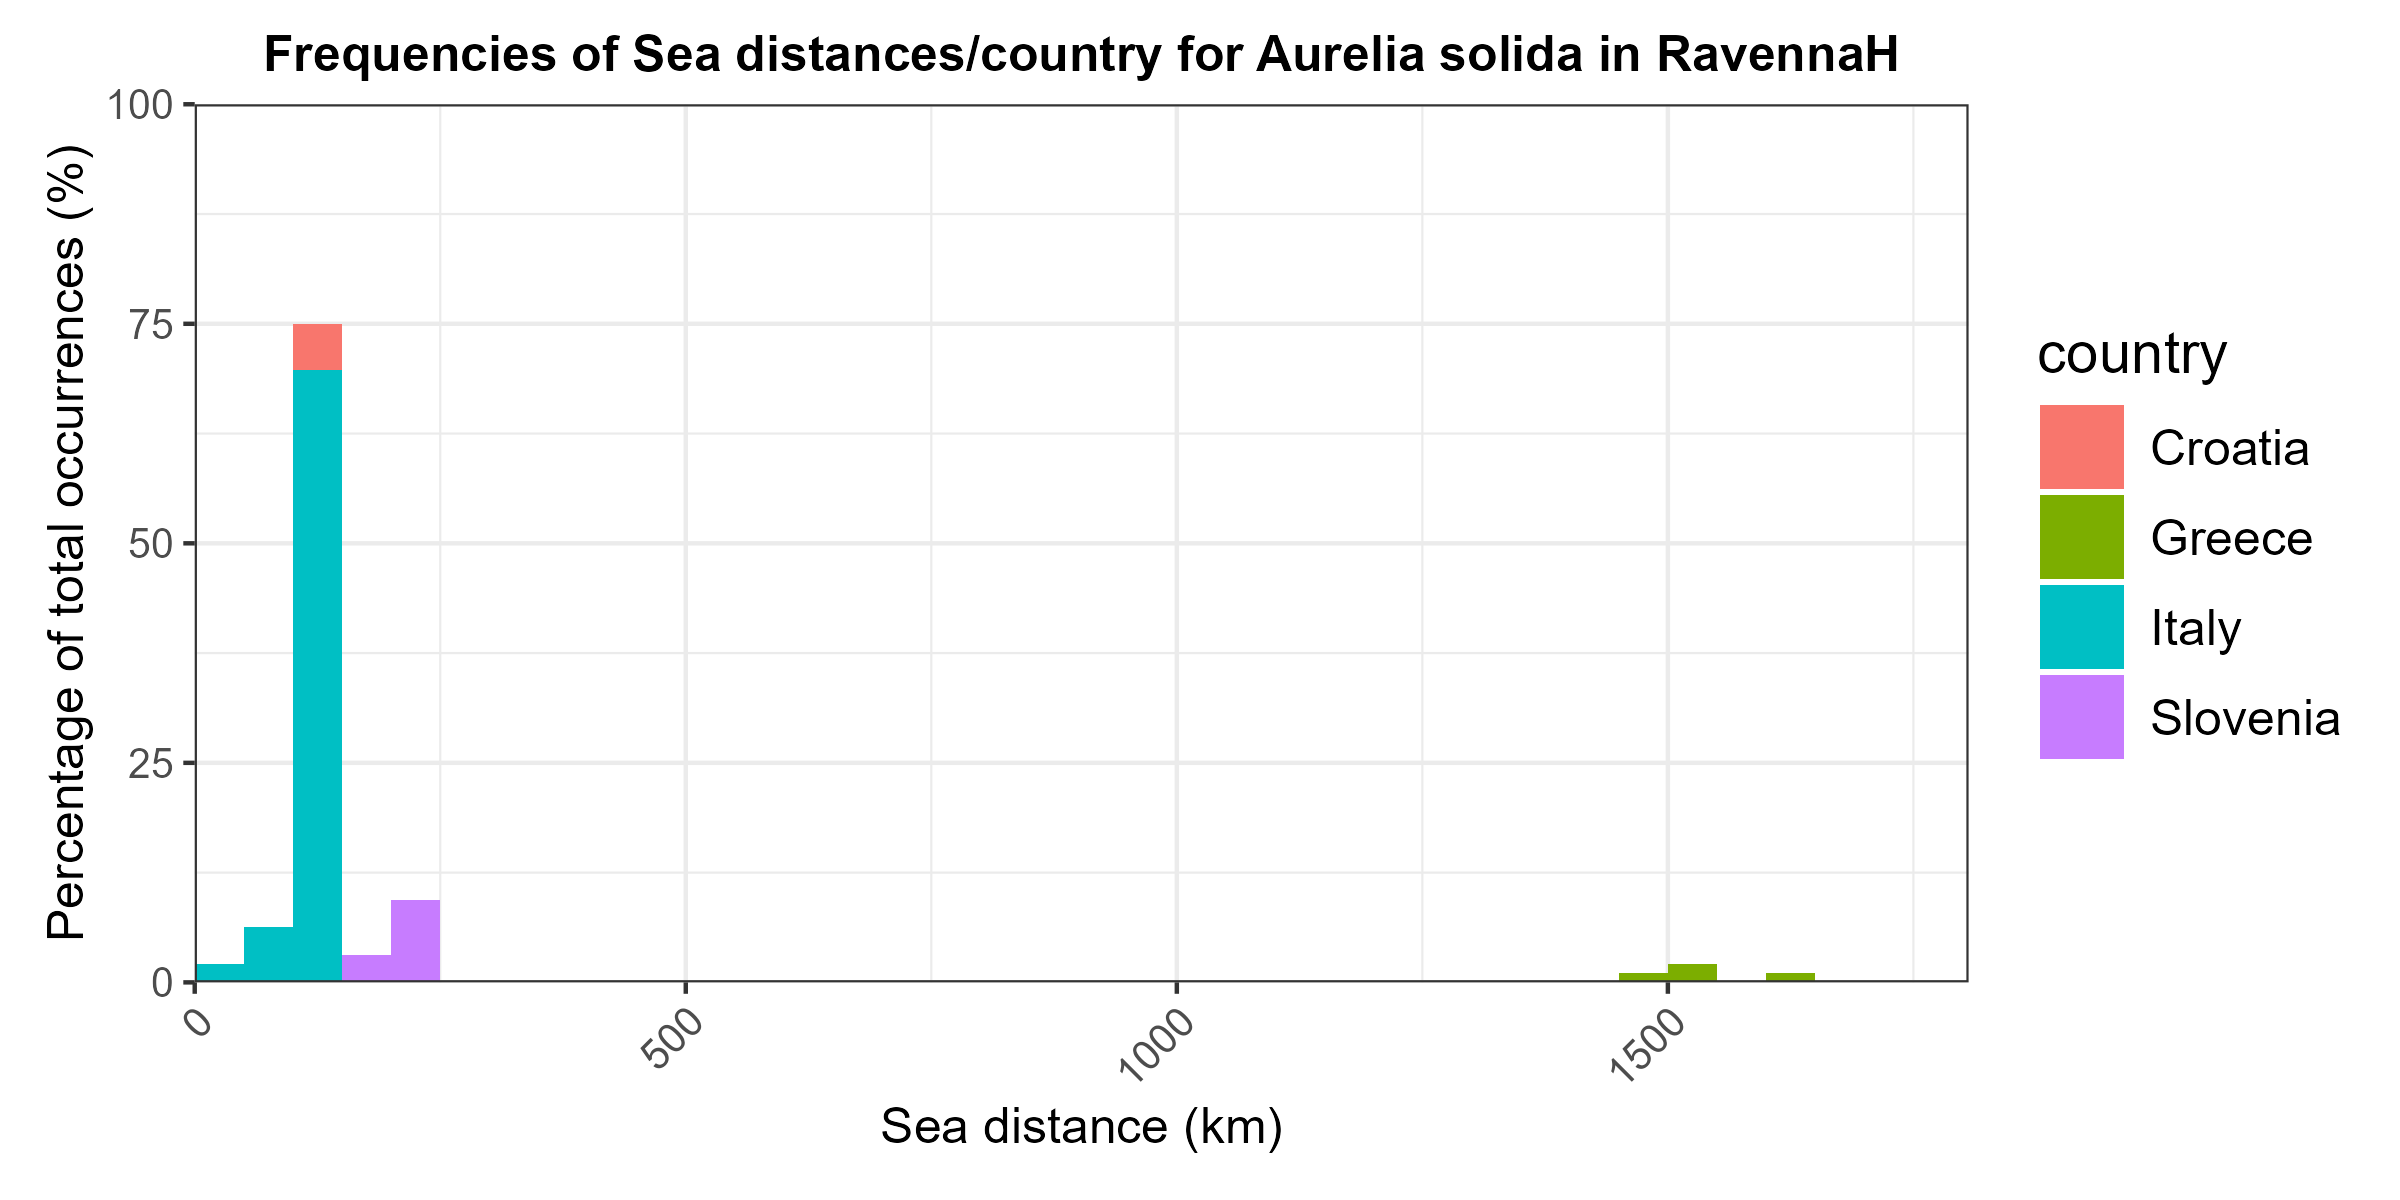 Frequencies of Sea distances/country for Aurelia solida in RavennaH
Percentage of total occurrences (%)
100
75
50
25
0
0
500
1000
1500
Sea distance (km)
country
Croatia
Greece
Italy
Slovenia